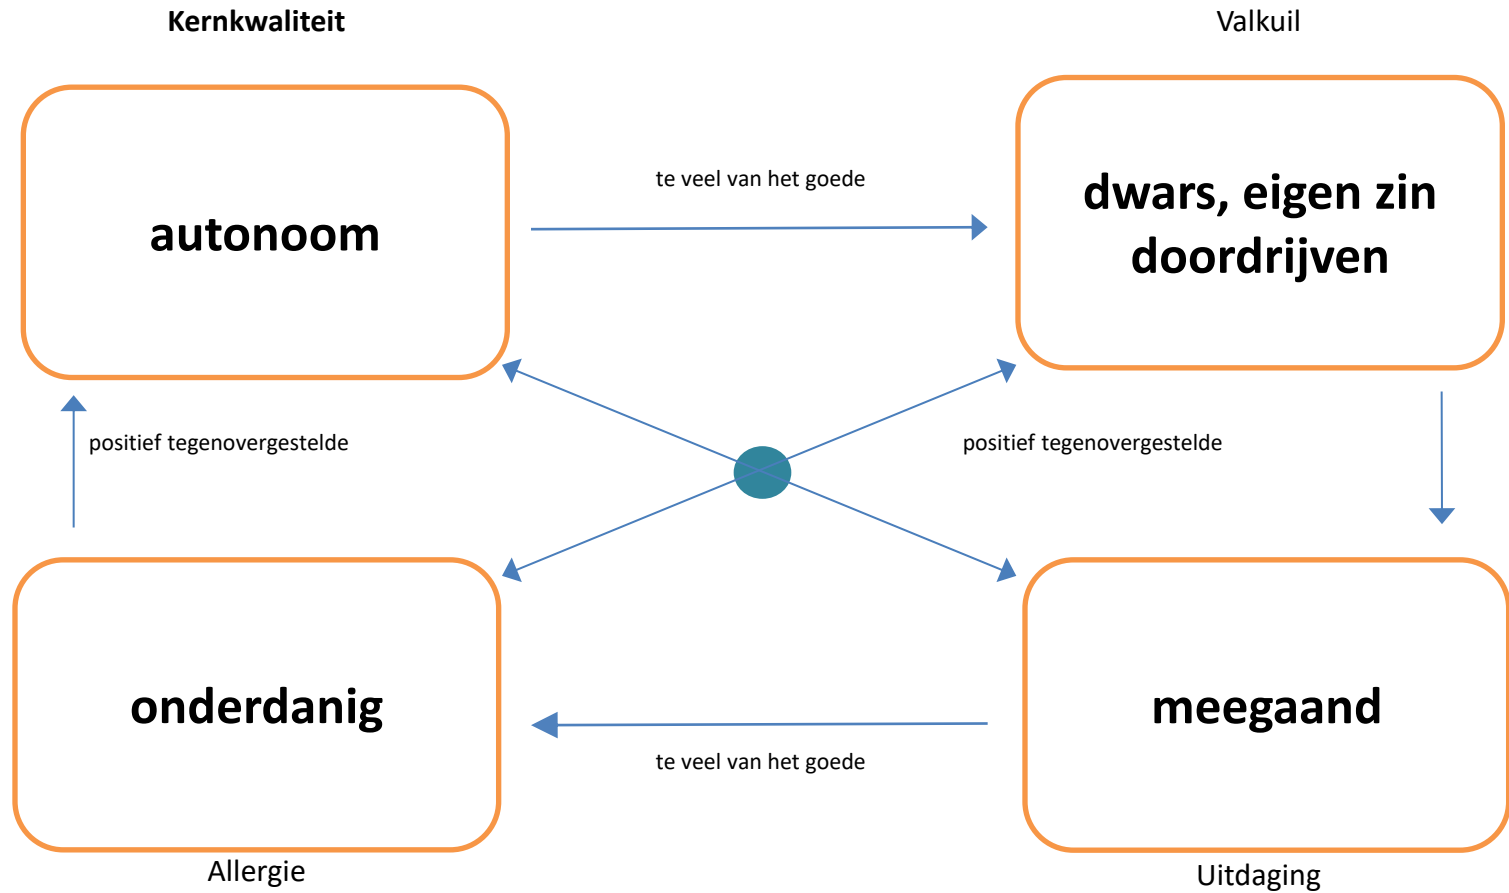 Kernkwaliteit
Valkuil
autonoom
te veel van het goede
dwars, eigen zin
doordrijven
positief tegenovergestelde
positief tegenovergestelde
onderdanig
te veel van het goede
meegaand
Allergie
Uitdaging